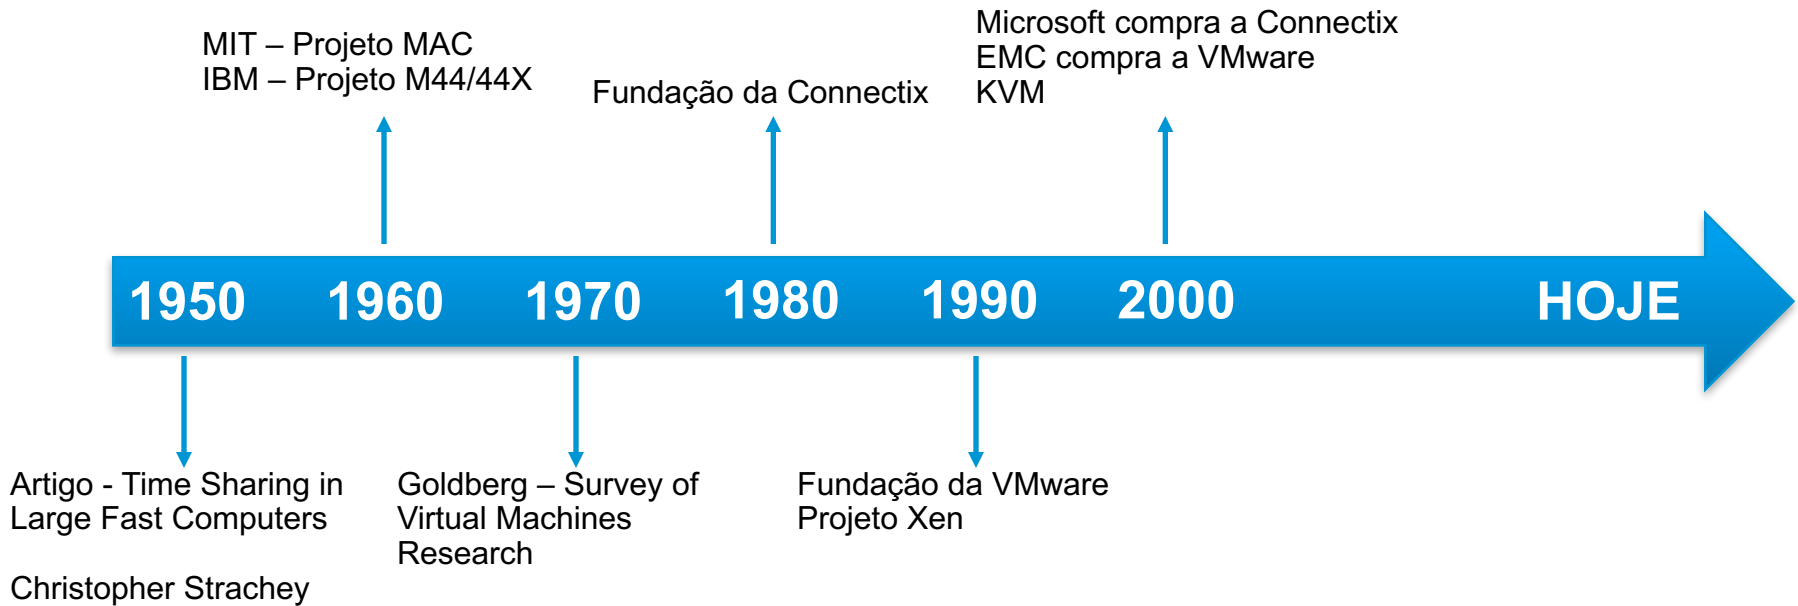 MIT – Projeto MAC
IBM – Projeto M44/44X
Fundação da Connectix
Microsoft compra a Connectix
EMC compra a VMware
KVM
1950
1960
1970
1980
1990
2000
HOJE
Artigo - Time Sharing in
Large Fast Computers
Christopher Strachey
Goldberg – Survey of
Virtual Machines
Research
Fundação da VMware
Projeto Xen